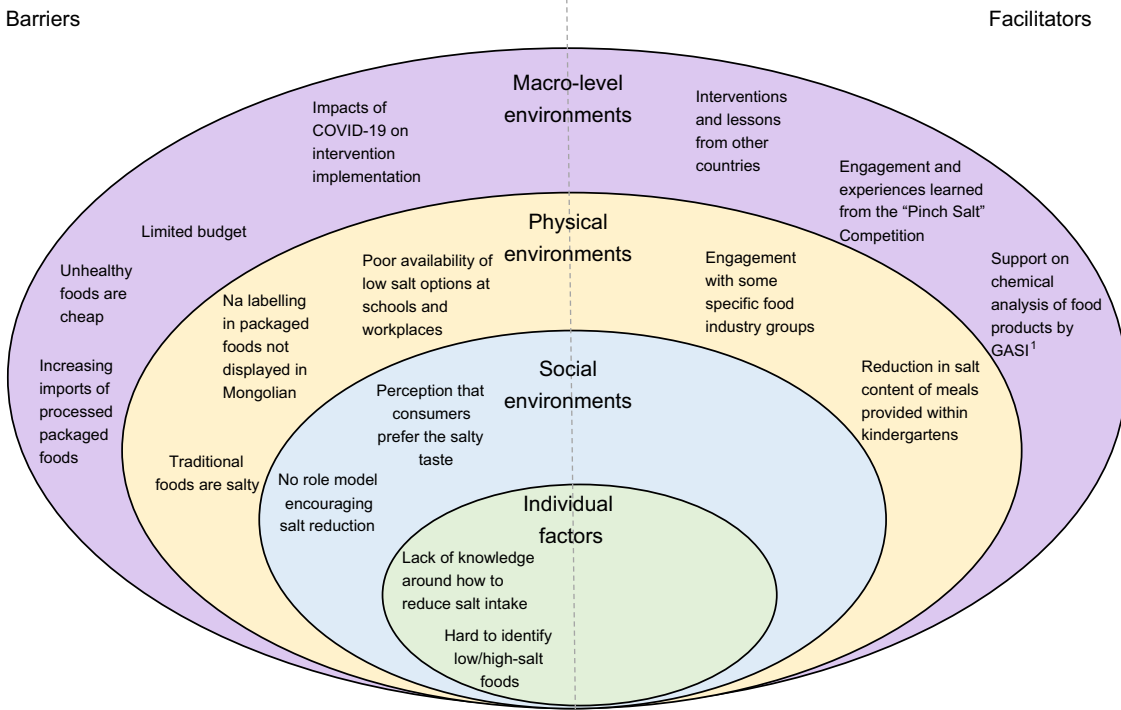 Barriers
Facilitators
Macro-level
environments
Impacts of
COVID-19 on
intervention
implementation
Limited budget
Unhealthy
foods are
cheap
Increasing
imports of
processed
packaged
foods
Interventions
and lessons
from other
countries
Engagement and
experiences learned
from the “Pinch Salt”
Competition
Support on
chemical
analysis of food
products by
GASI¹
Physical
environments
Poor availability of
low salt options at
schools and
workplaces
Na labelling
in packaged
foods not
displayed in
Mongolian
Traditional
foods are salty
Engagement
with some
specific food
industry groups
Reduction in salt
content of meals
provided within
kindergartens
Social
environments
Perception that
consumers
prefer the salty
taste
No role model
encouraging
salt reduction
Individual
factors
Lack of knowledge
around how to
reduce salt intake
Hard to identify
low/high-salt
foods